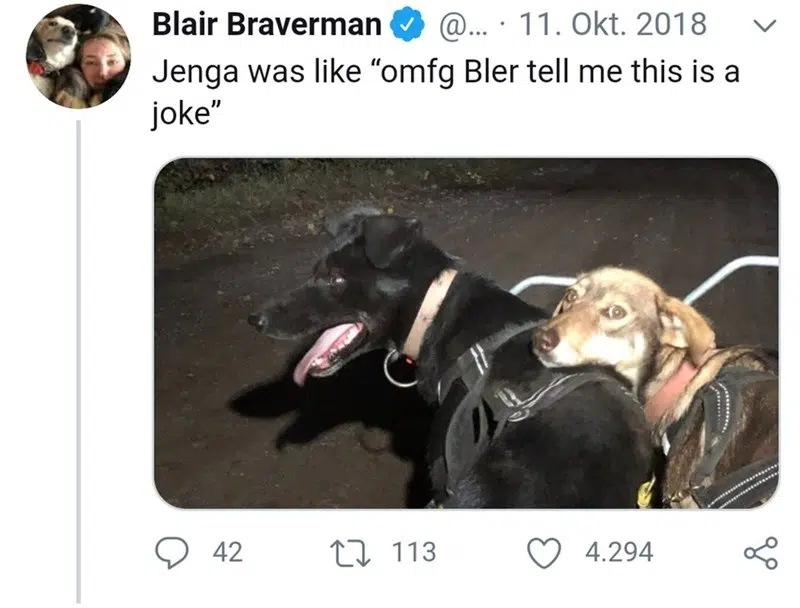 Blair Braverman @... · 11. Okt. 2018
Jenga was like “omfg Bler tell me this is a
joke”
42 113 4.294